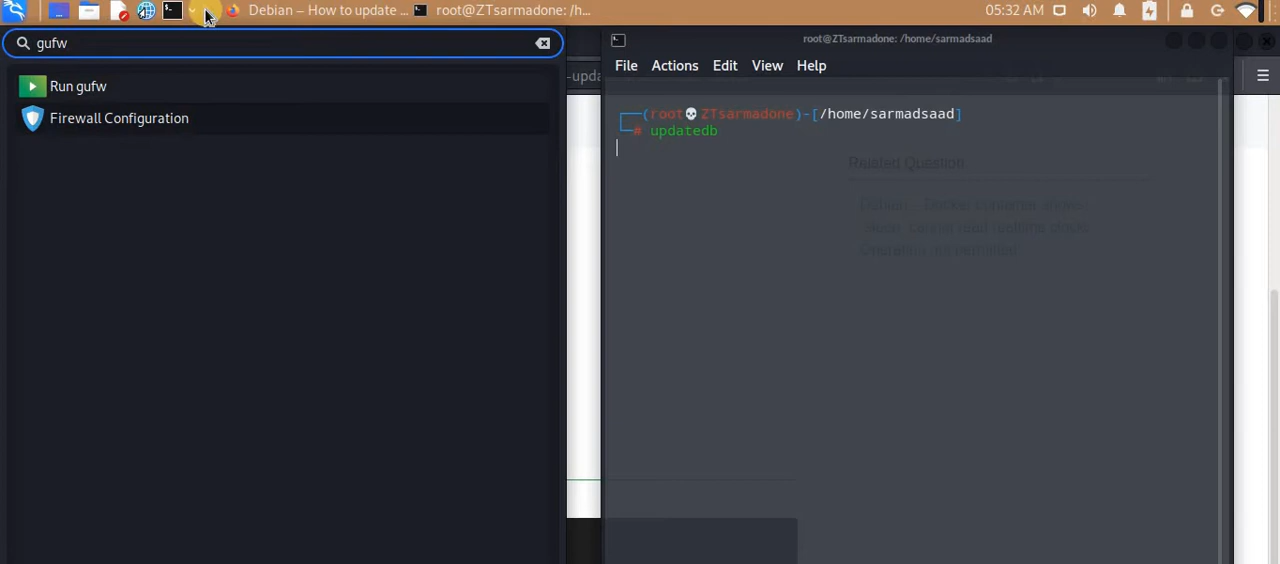 Debian – How to update ...
root@ZTsarmadone: /h...
05:32 AM
gufw
Run gufw
Firewall Configuration
root@ZTsarmadone: /home/sarmadsaad
File Actions Edit View Help
-upda
(root💀ZTsarmadone)-[/home/sarmadsaad]
# updatedb
Related Question